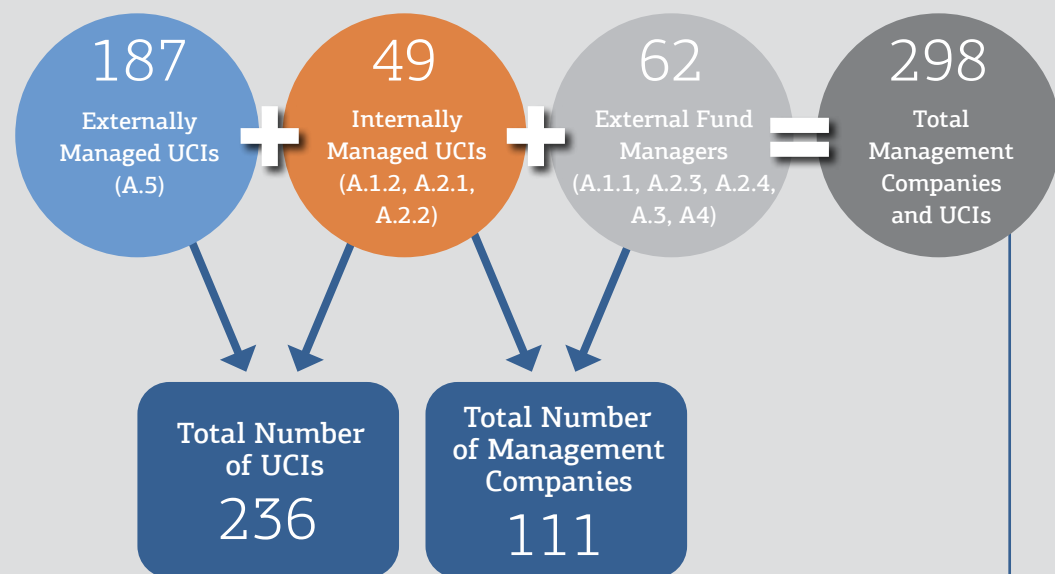 187
Externally
Managed UCIs
(A.5)
+
49
Internally
Managed UCIs
(A.1.2, A.2.1,
A.2.2)
+
62
External Fund
Managers
(A.1.1, A.2.3, A.2.4,
A.3, A4)
=
298
Total
Management
Companies
and UCIs
Total Number
of UCIs
236
Total Number
of Management
Companies
111